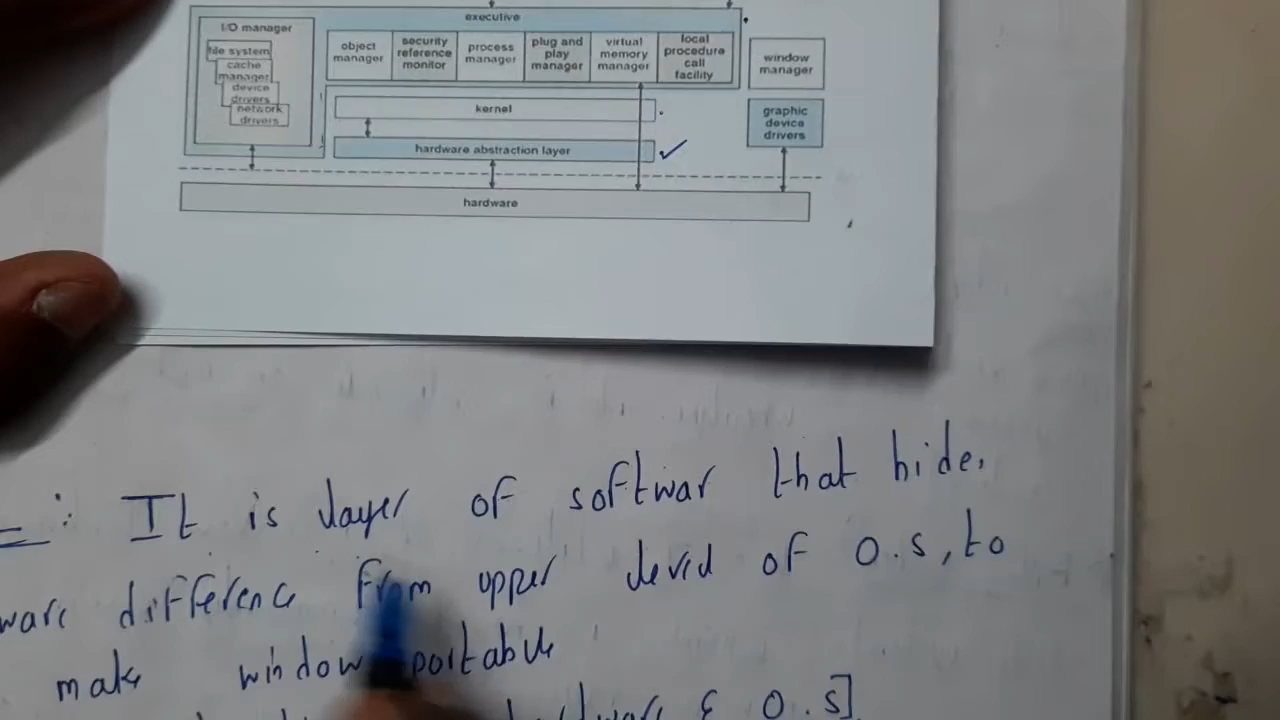 executive
I/O manager
file system
cache
manager
device
drivers
network
drivers
object
manager
security
reference
monitor
process
manager
plug and
play
manager
virtual
memory
manager
local
procedure
call
facility
window
manager
graphic
device
drivers
kernel
hardware abstraction layer
hardware
It is layer of softwar that hide.
difference from upper of O.S, to
make window portable
& O.S]